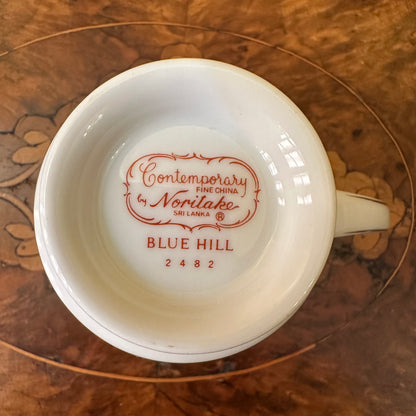 Contemporary
FINE CHINA
by Noritake
SRI LANKA ®
BLUE HILL
2482